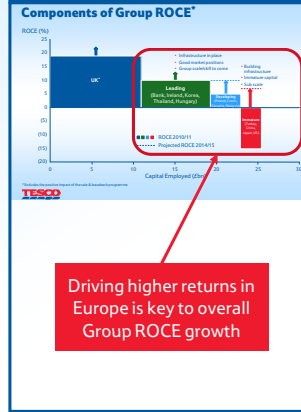 Components of Group ROCE*
ROCE (%)
25
20
15
10
5
0
(5)
(10)
(15)
(20)
UK*
• Infrastructure in place
• Good market positions
• Group scale/skill to come
Leading
(Bank, Ireland, Korea,
Thailand, Hungary)
• Building
infrastructure
• Immature capital
• Sub scale
Developing
Immature
(Turkey,
China,
ROCE 2010/11
Projected ROCE 2014/15
0
5
10
15
20
25
30
Capital Employed (£bn)
TESCO
Driving higher returns in
Europe is key to overall
Group ROCE growth